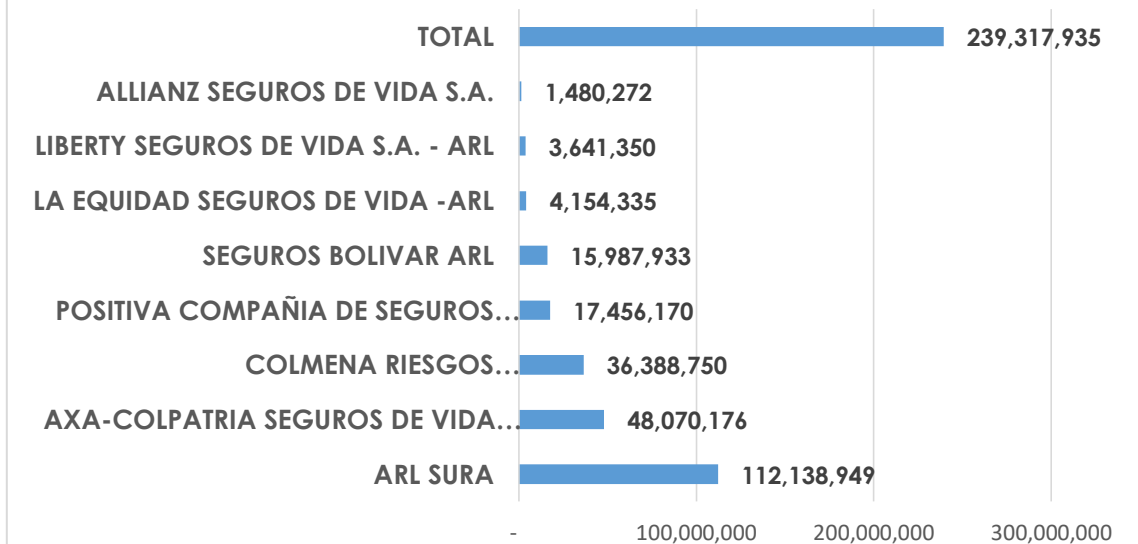 TOTAL 239,317,935
ALLIANZ SEGUROS DE VIDA S.A. 1,480,272
LIBERTY SEGUROS DE VIDA S.A. - ARL 3,641,350
LA EQUIDAD SEGUROS DE VIDA -ARL 4,154,335
SEGUROS BOLIVAR ARL 15,987,933
POSITIVA COMPAÑIA DE SEGUROS… 17,456,170
COLMENA RIESGOS… 36,388,750
AXA-COLPATRIA SEGUROS DE VIDA… 48,070,176
ARL SURA 112,138,949
- 100,000,000 200,000,000 300,000,000